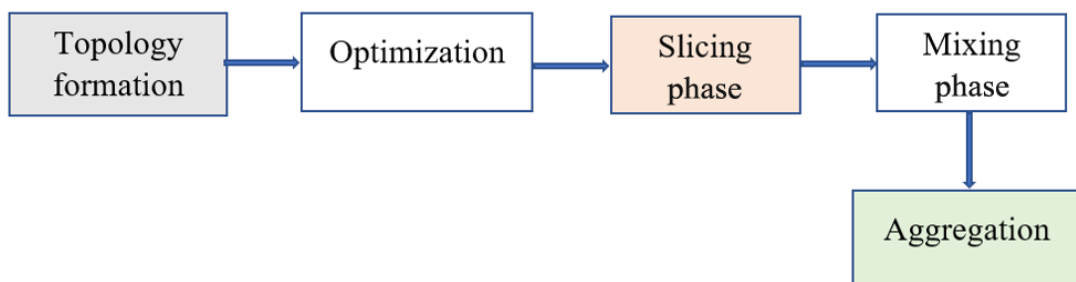 Topology
formation
Optimization
Slicing
phase
Mixing
phase
Aggregation